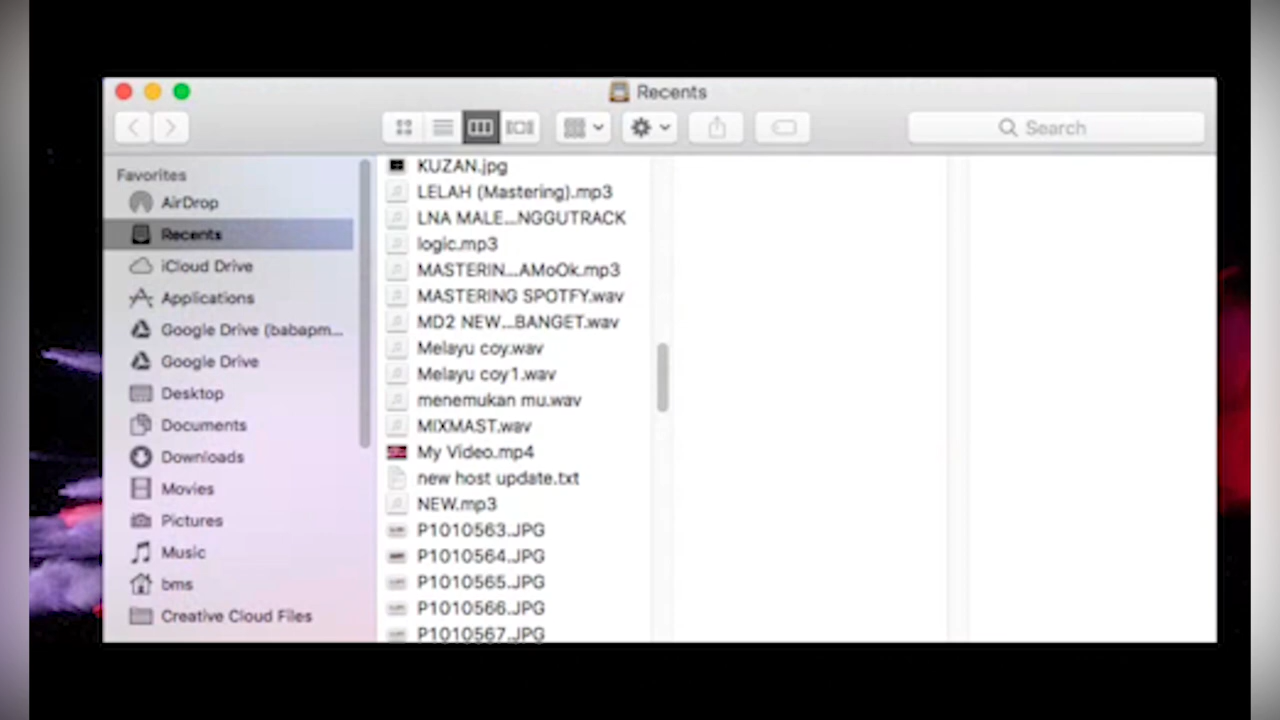 Recents
Search
Favorites
AirDrop
Recents
iCloud Drive
Applications
Google Drive (babapm...
Google Drive
Desktop
Documents
Downloads
Movies
Pictures
Music
bms
Creative Cloud Files
KUZAN.jpg
LELAH (Mastering).mp3
LNA MALE...NGGUTRACK
logic.mp3
MASTERIN...AMoOk.mp3
MASTERING SPOTFY.wav
MD2 NEW...BANGET.wav
Melayu coy.wav
Melayu coy1.wav
menemukan mu.wav
MIXMAST.wav
My Video.mp4
new host update.txt
NEW.mp3
P1010563.JPG
P1010564.JPG
P1010565.JPG
P1010566.JPG
P1010567.JPG